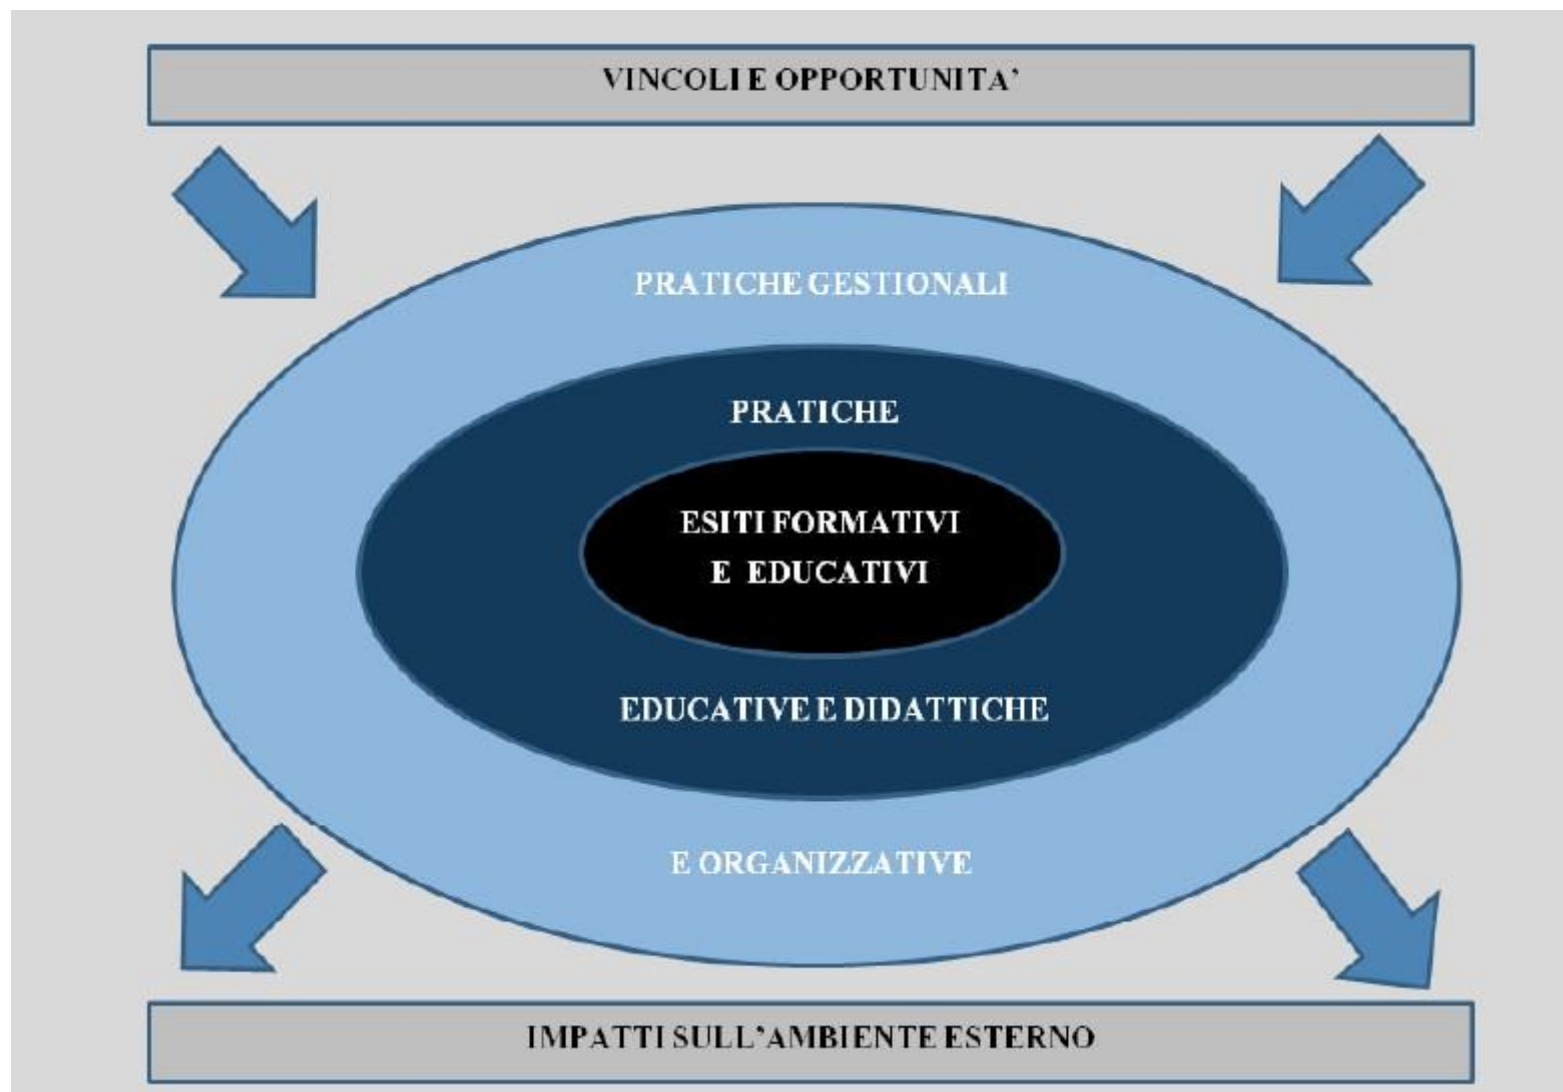 VINCOLI E OPPORTUNITA'
PRATICHE GESTIONALI
PRATICHE
ESITI FORMATIVI
E EDUCATIVI
EDUCATIVE E DIDATTICHE
E ORGANIZZATIVE
IMPATTI SULL'AMBIENTE ESTERNO